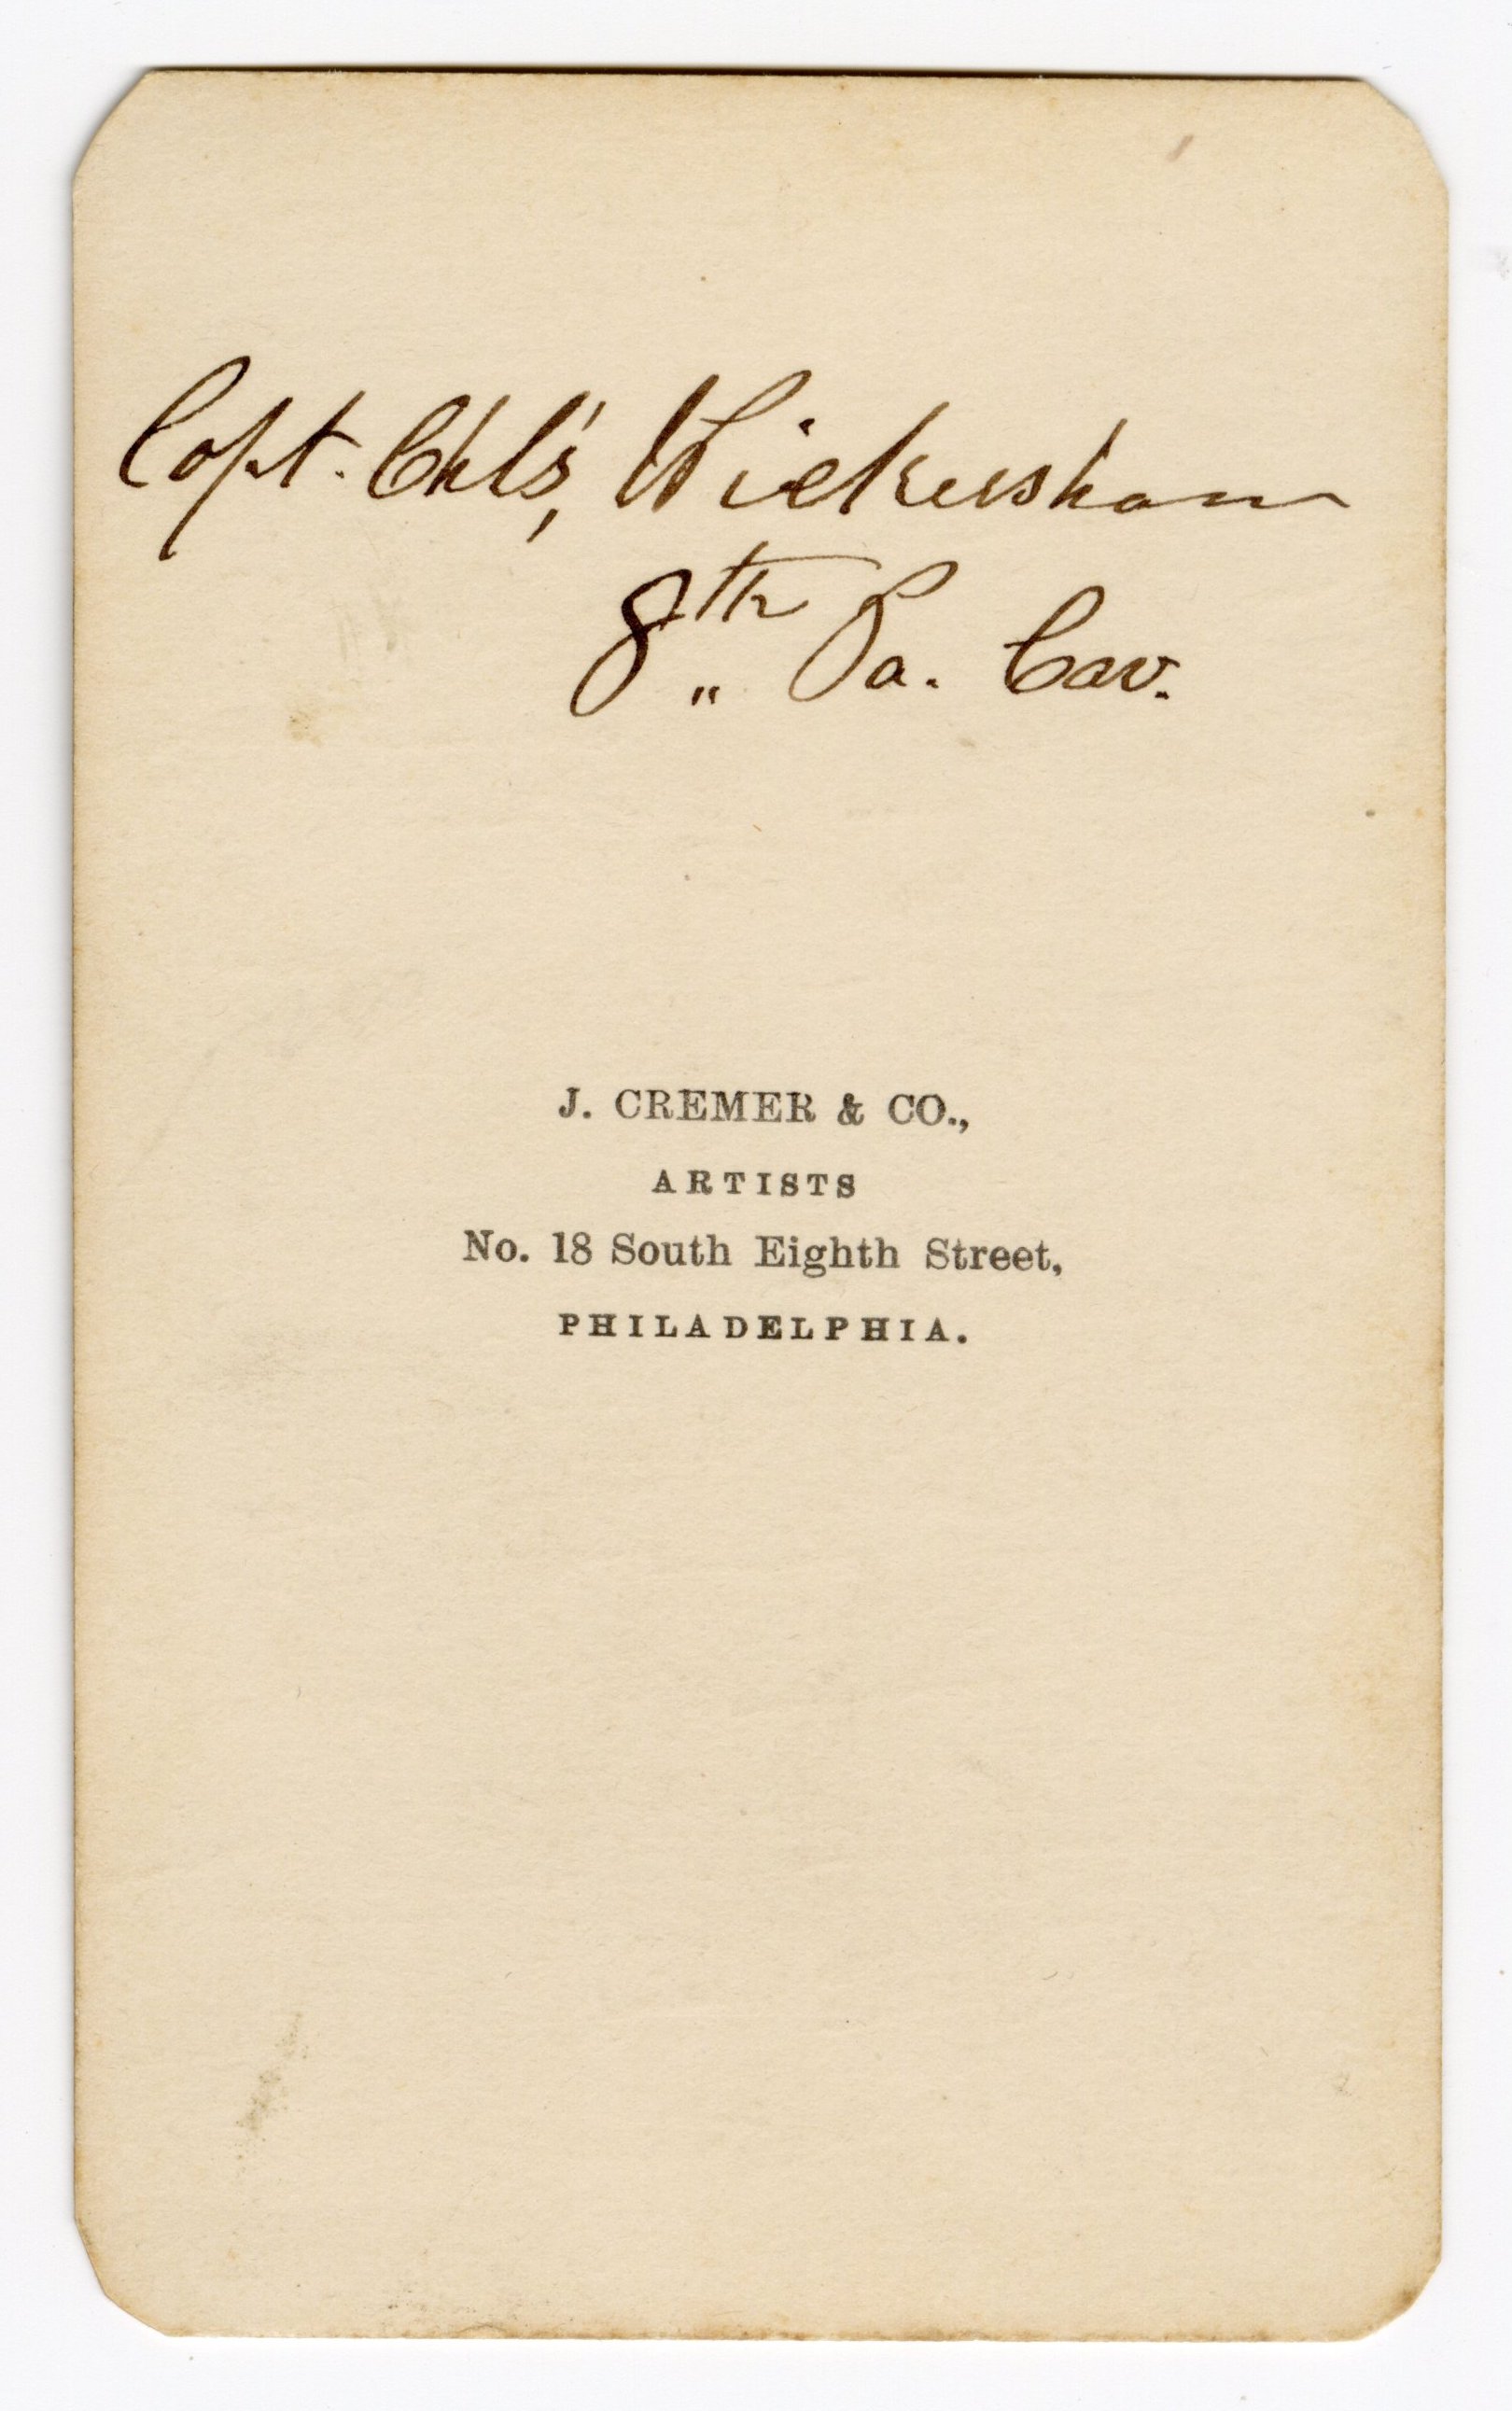 Capt. Chls, Wickersham
8th Pa. Cav.
J. CREMER & CO.,
ARTISTS
No. 18 South Eighth Street,
PHILADELPHIA.